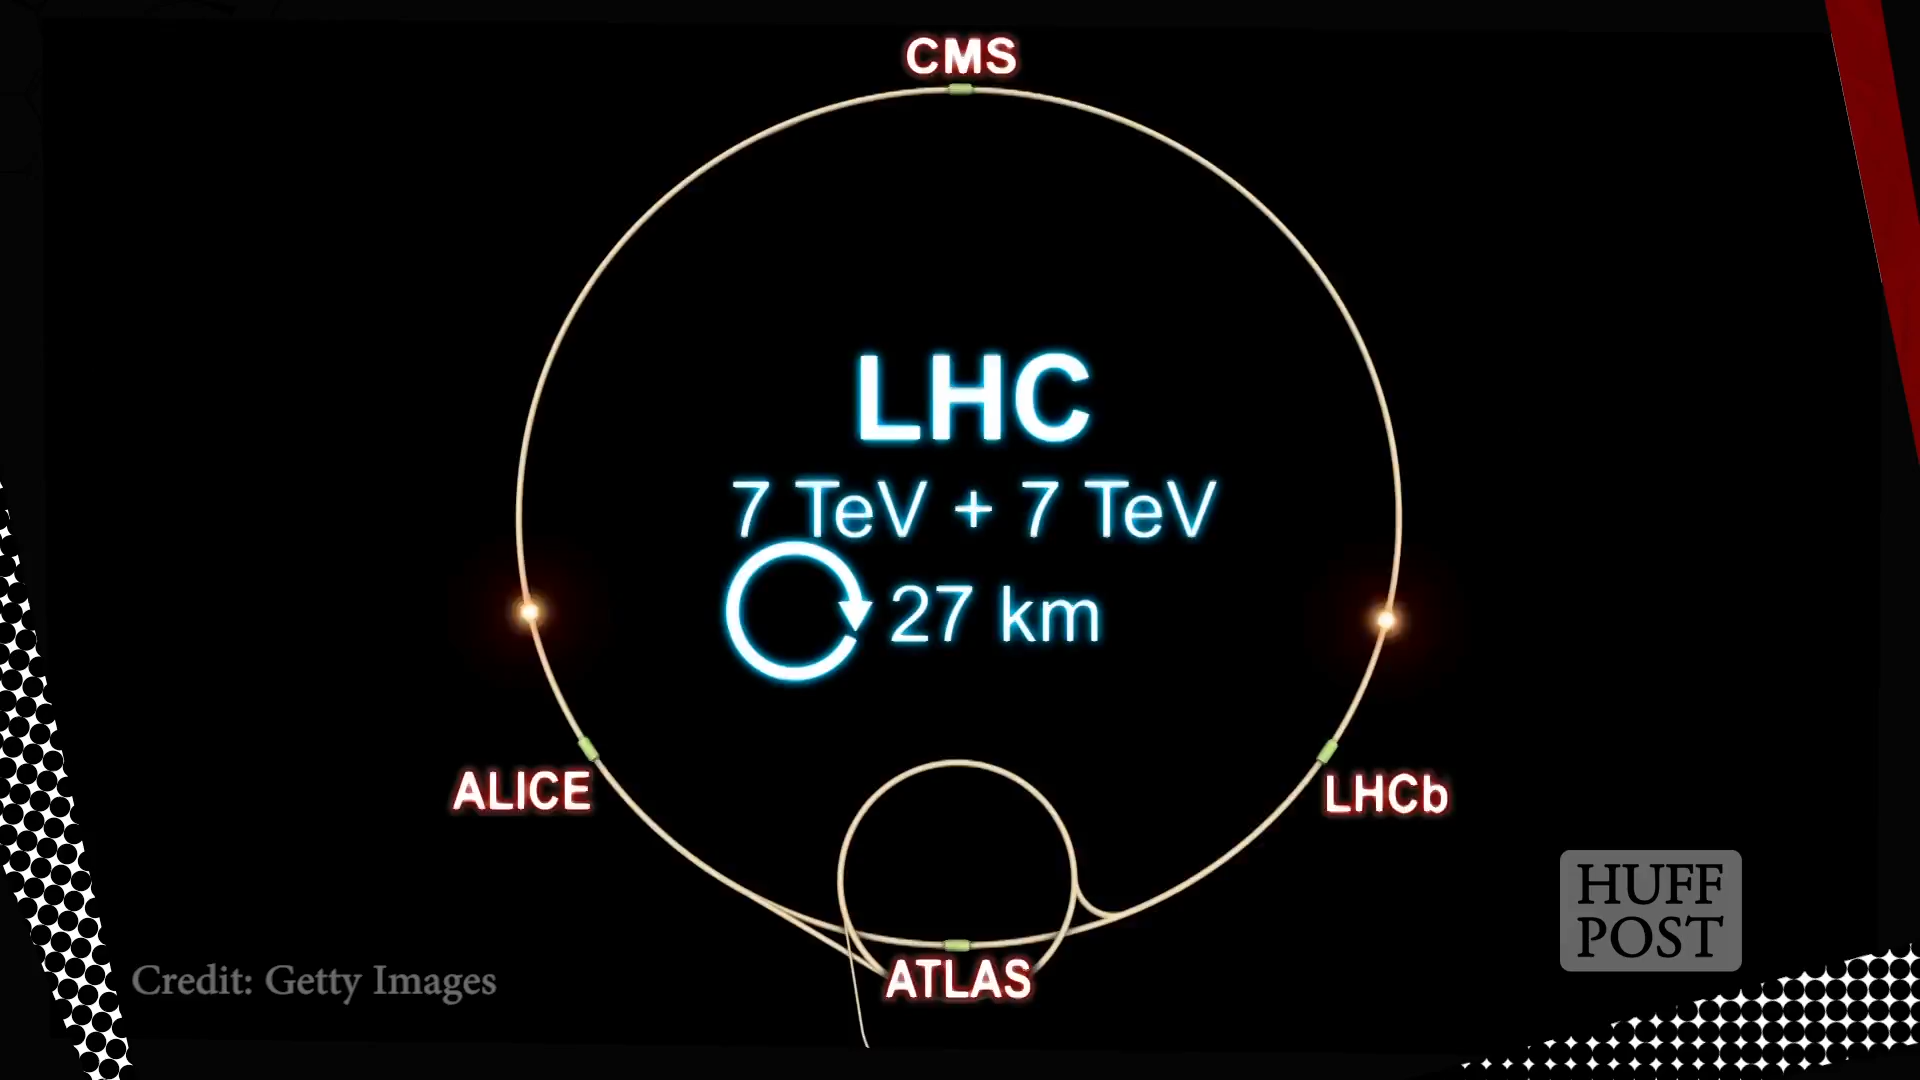 CMS
LHC
7 TeV + 7 TeV
27 km
ALICE
LHCb
ATLAS
HUFF
POST
Credit: Getty Images